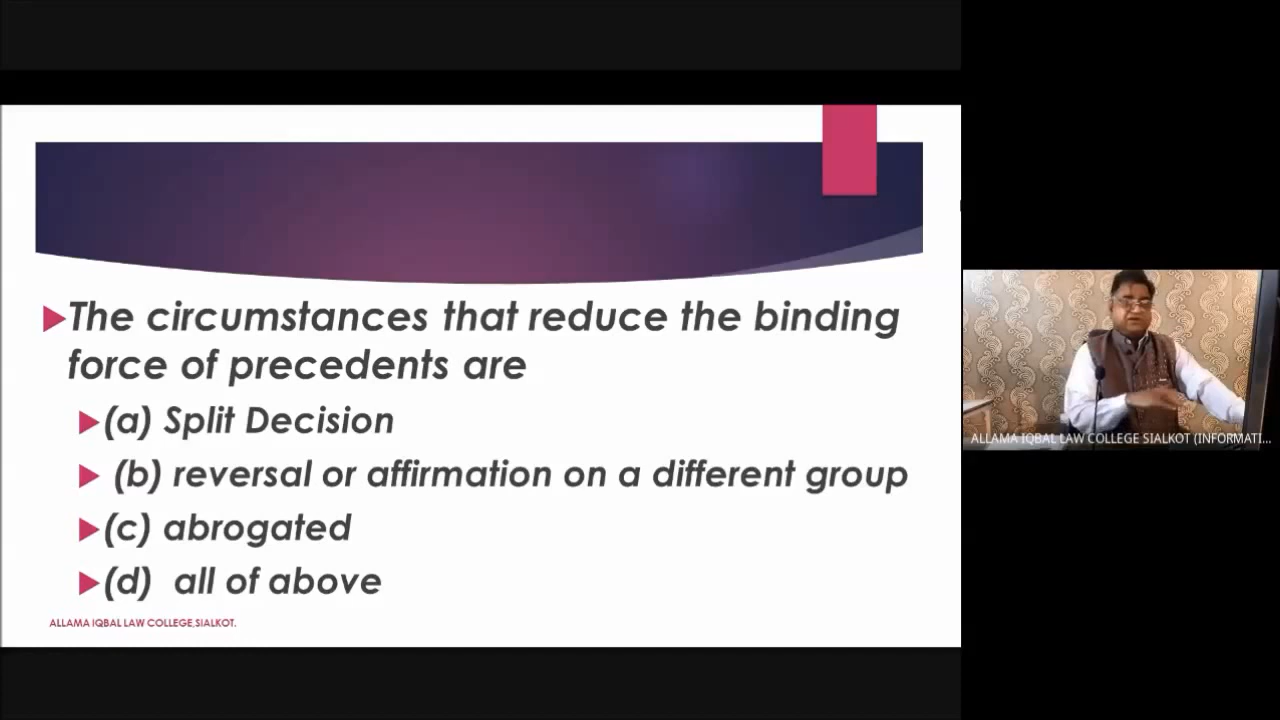 The circumstances that reduce the binding
force of precedents are
(a) Split Decision
(b) reversal or affirmation on a different group
(c) abrogated
(d) all of above
ALLAMA IQBAL LAW COLLEGE,SIALKOT.
ALLAMA IQBAL LAW COLLEGE SIALKOT (INFORMATI...